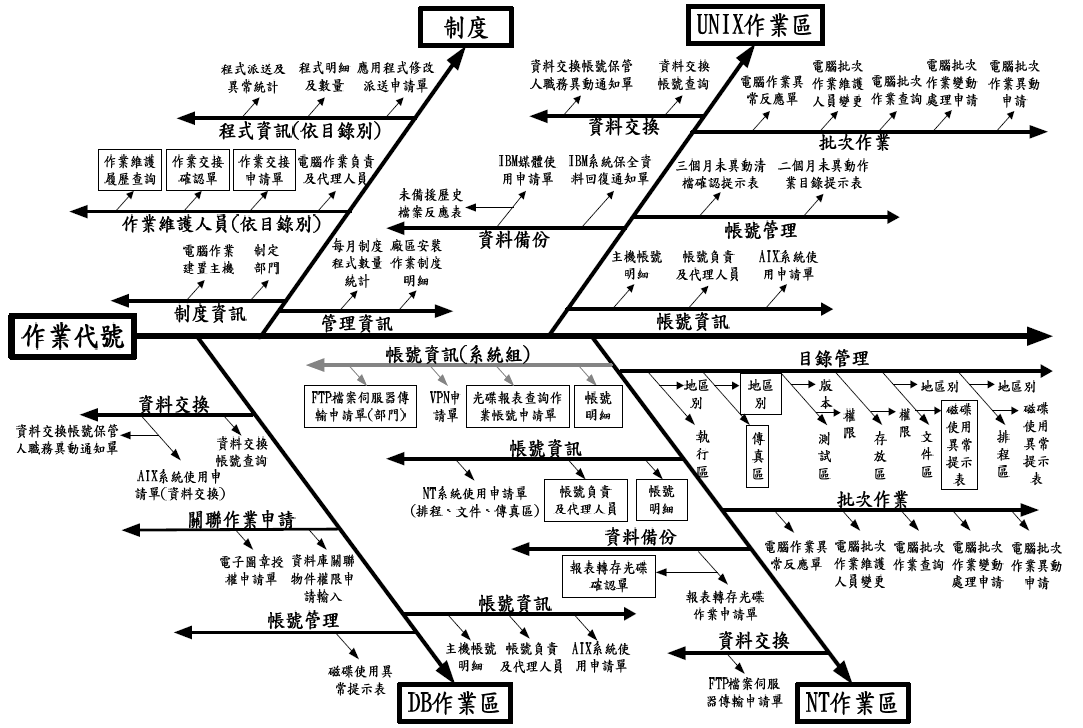 制度
程式派送及
異常統計
程式明細
及數量
應用程式修改
派送申請單
程式資訊(依目錄別)
作業維護
履歷查詢
作業交接
確認單
作業交接
申請單
電腦作業負責
及代理人員
作業維護人員(依目錄別)
電腦作業
建置主機
制定
部門
制度資訊
每月制度
程式數量
統計
廠區安裝
作業制度
明細
管理資訊
UNIX作業區
資料交換帳號保管
人職務異動通知單
資料交換
帳號查詢
資料交換
電腦作業異
常反應單
電腦批次
作業維護
人員變更
電腦批次
作業查詢
電腦批次
作業變動
處理申請
電腦批次
作業異動
申請
批次作業
未備援歷史
檔案反應表
IBM媒體使
用申請單
IBM系統保全資
料回復通知單
資料備份
三個月未異動清
檔確認提示表
二個月未異動作
業目錄提示表
帳號管理
主機帳號
明細
帳號負責
及代理人員
AIX系統使
用申請單
帳號資訊
作業代號
資料交換
資料交換帳號保管
人職務異動通知單
AIX系統使用申
請單(資料交換)
資料交換
帳號查詢
關聯作業申請
電子圖章授
權申請單
資料庫關聯
物件權限申
請輸入
帳號管理
磁碟使用異
常提示表
帳號資訊
主機帳號
明細
帳號負責
及代理人員
AIX系統使
用申請單
DB作業區
帳號資訊(系統組)
FTP檔案伺服器傳
輸申請單(部門)
VPN申
請單
光碟報表查詢作
業帳號申請單
帳號
明細
目錄管理
地區別
執行區
地區別
傳真區
版本
測試區
權限
存放區
權限
文件區
地區別
磁碟使用異常提示表
排程區
地區別
磁碟使用異常提示表
帳號資訊
NT系統使用申請單
(排程、文件、傳真區)
帳號負責
及代理人員
帳號
明細
批次作業
電腦作業異
常反應單
電腦批次
作業維護
人員變更
電腦批次
作業查詢
電腦批次
作業變動
處理申請
電腦批次
作業異動
申請
資料備份
報表轉存光碟
確認單
報表轉存光碟
作業申請單
資料交換
FTP檔案伺服
器傳輸申請單
NT作業區